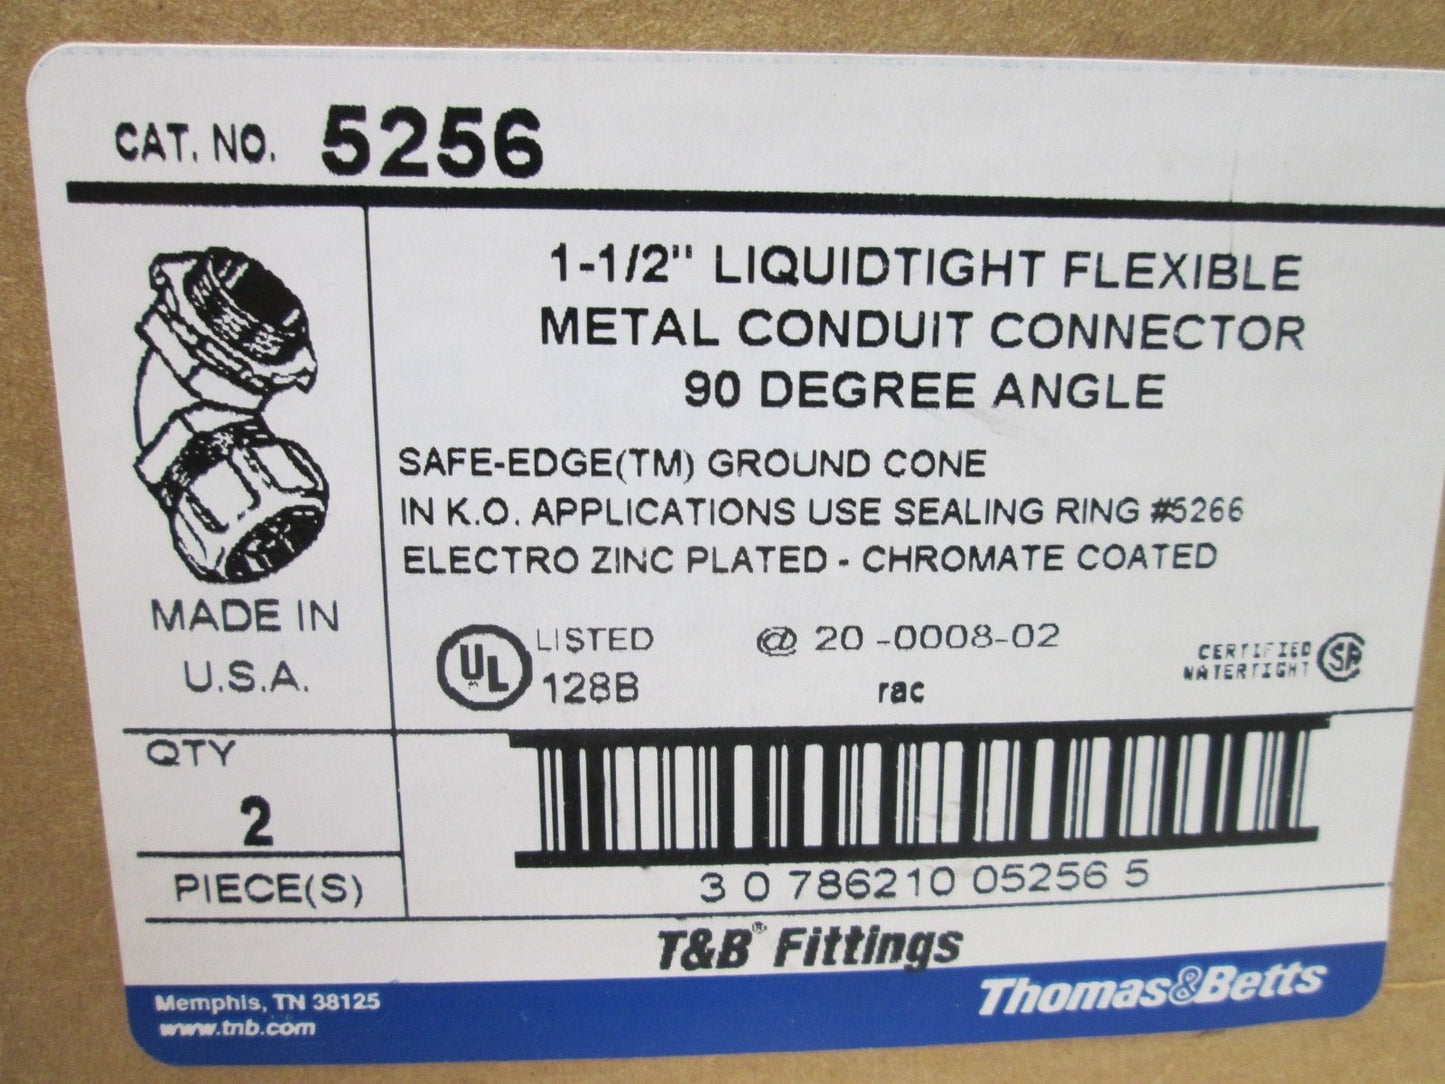 CAT. NO. 5256
1-1/2" LIQUIDTIGHT FLEXIBLE
METAL CONDUIT CONNECTOR
90 DEGREE ANGLE
SAFE-EDGE(TM) GROUND CONE
IN K.O. APPLICATIONS USE SEALING RING #5266
ELECTRO ZINC PLATED - CHROMATE COATED
MADE IN
U.S.A.
UL LISTED
128B
@ 20-0008-02
rac
CERTIFIED
WATERTIGHT
SA
QTY
2
PIECE(S)
3 0 786210 05256 5
T&B® Fittings
Memphis, TN 38125
www.tnb.com
Thomas&Betts